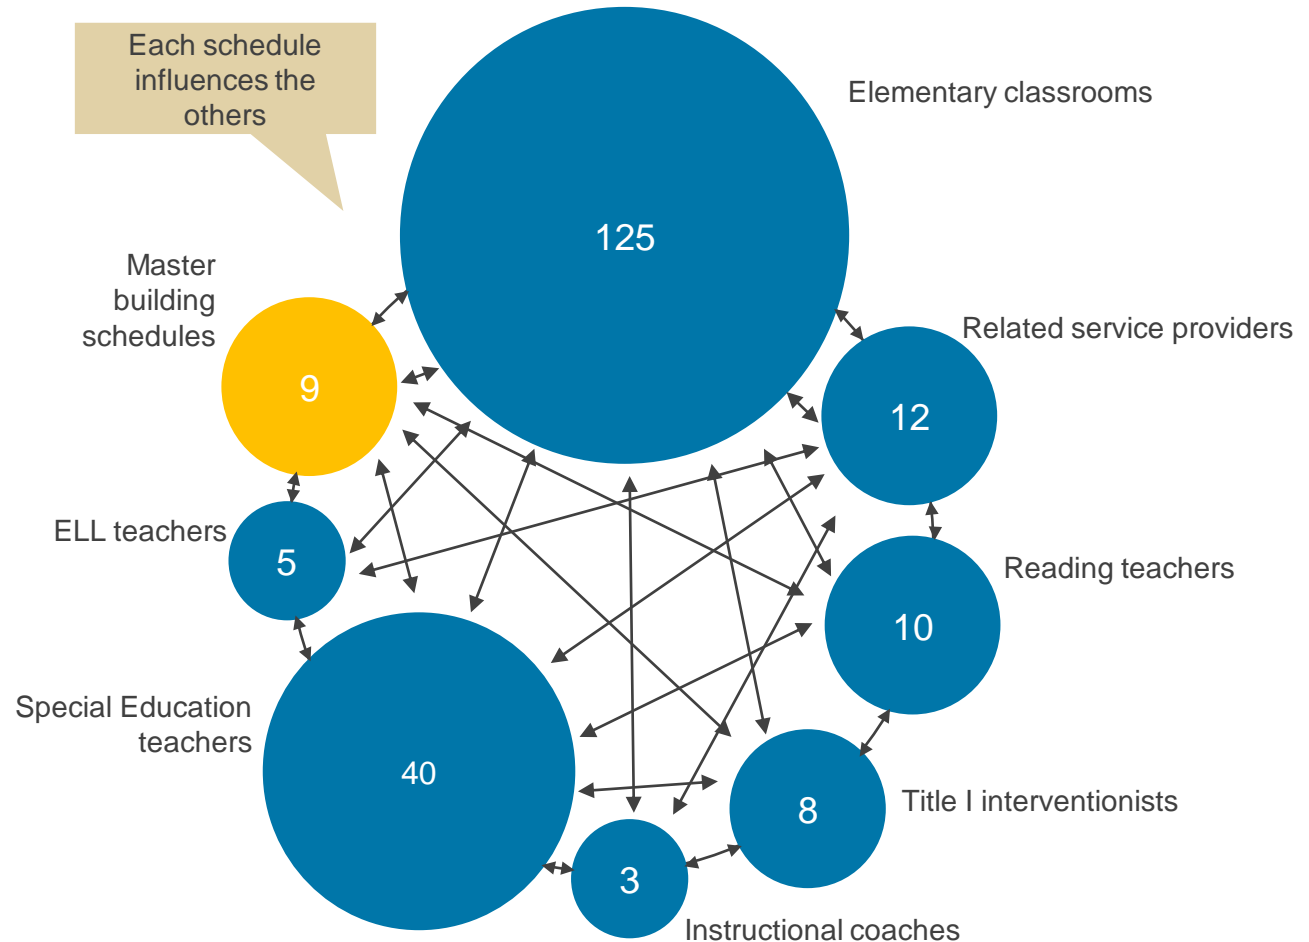 Each schedule
influences the
others
Elementary classrooms
125
Master
building
schedules
9
Related service providers
12
ELL teachers
5
Reading teachers
10
Special Education
teachers
40
Title I interventionists
8
3
Instructional coaches